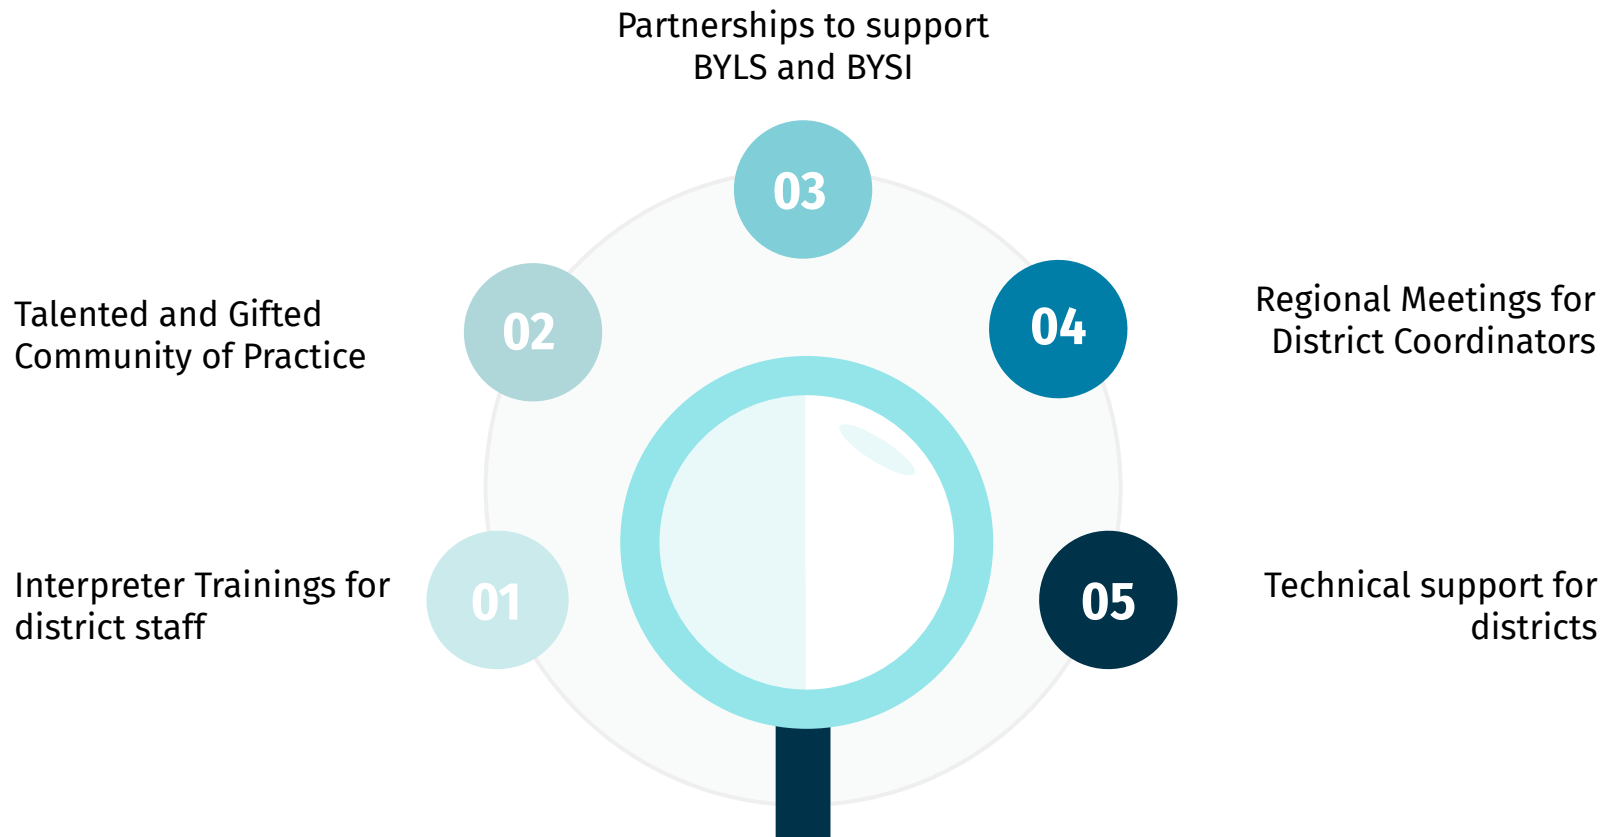 Partnerships to support
BYLS and BYSI
03
Talented and Gifted
Community of Practice
02
04
Regional Meetings for
District Coordinators
Interpreter Trainings for
district staff
01
05
Technical support for
districts